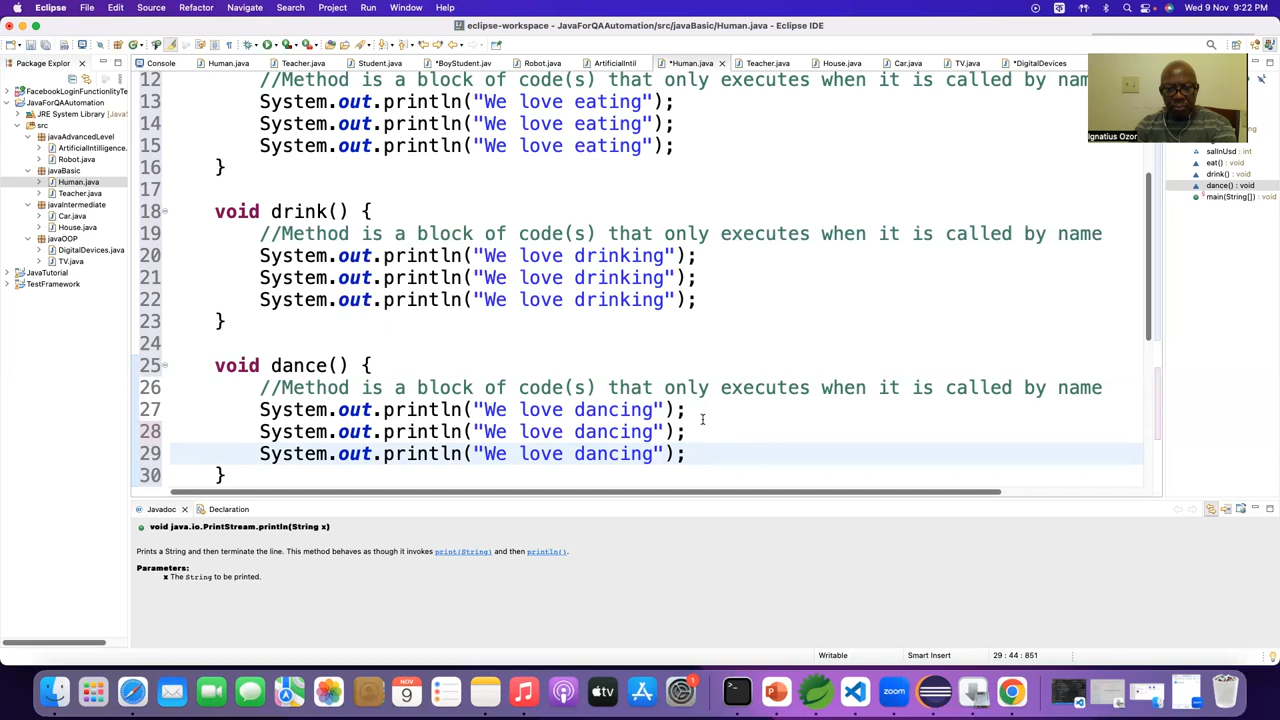 Eclipse File Edit Source Refactor Navigate Search Project Run Window Help Wed 9 Nov 9:22 PM
eclipse-workspace - JavaForQAAutomation/src/javaBasic/Human.java - Eclipse IDE
Package Explor
Console Human.java Teacher.java Student.java *BoyStudent.jav Robot.java ArtificialIntil *Human.java Teacher.java House.java Car.java TV.java *DigitalDevices
FacebookLoginFunctionlityTe
JavaForQAAutomation
JRE System Library [JavaS
src
javaAdvancedLevel
ArtificialIntelligence.
Robot.java
javaBasic
Human.java
Teacher.java
javaIntermediate
Car.java
House.java
javaOOP
DigitalDevices.java
TV.java
JavaTutorial
TestFramework
12 //Method is a block of code(s) that only executes when it is called by name
13 System.out.println("We love eating");
14 System.out.println("We love eating");
15 System.out.println("We love eating");
16 }
17
18 void drink() {
19 //Method is a block of code(s) that only executes when it is called by name
20 System.out.println("We love drinking");
21 System.out.println("We love drinking");
22 System.out.println("We love drinking");
23 }
24
25 void dance() {
26 //Method is a block of code(s) that only executes when it is called by name
27 System.out.println("We love dancing");
28 System.out.println("We love dancing");
29 System.out.println("We love dancing");
30 }
Ignatius Ozor
salInUsd : int
eat() : void
drink() : void
dance() : void
main(String[]) : void
Javadoc Declaration
void java.io.PrintStream.println(String x)
Prints a String and then terminate the line. This method behaves as though it invokes print(String) and then println().
Parameters:
x The String to be printed.
Writable Smart Insert 29 : 44 : 851
NOV
9
tv
1
zoom